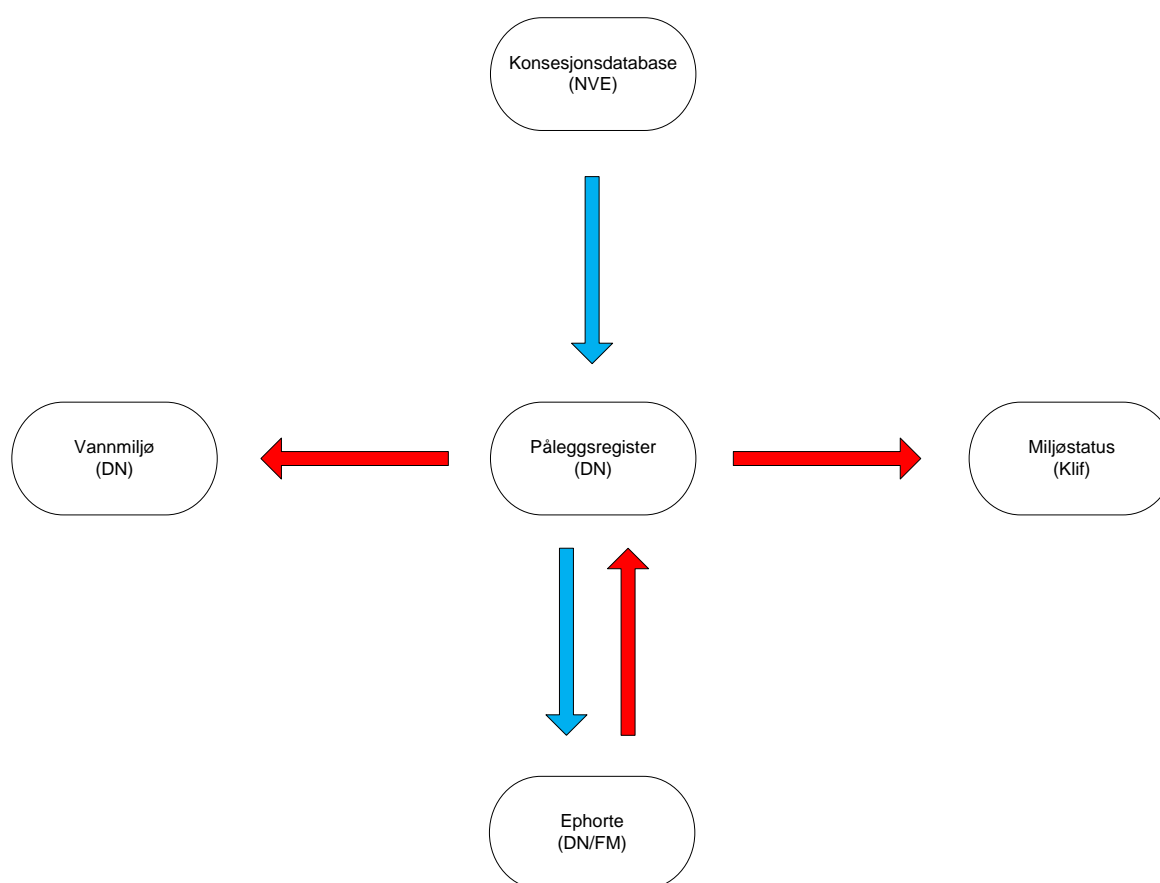 Konsesjonsdatabase
(NVE)
Vannmiljø
(DN)
Påleggsregister
(DN)
Miljøstatus
(Klif)
Ephorte
(DN/FM)